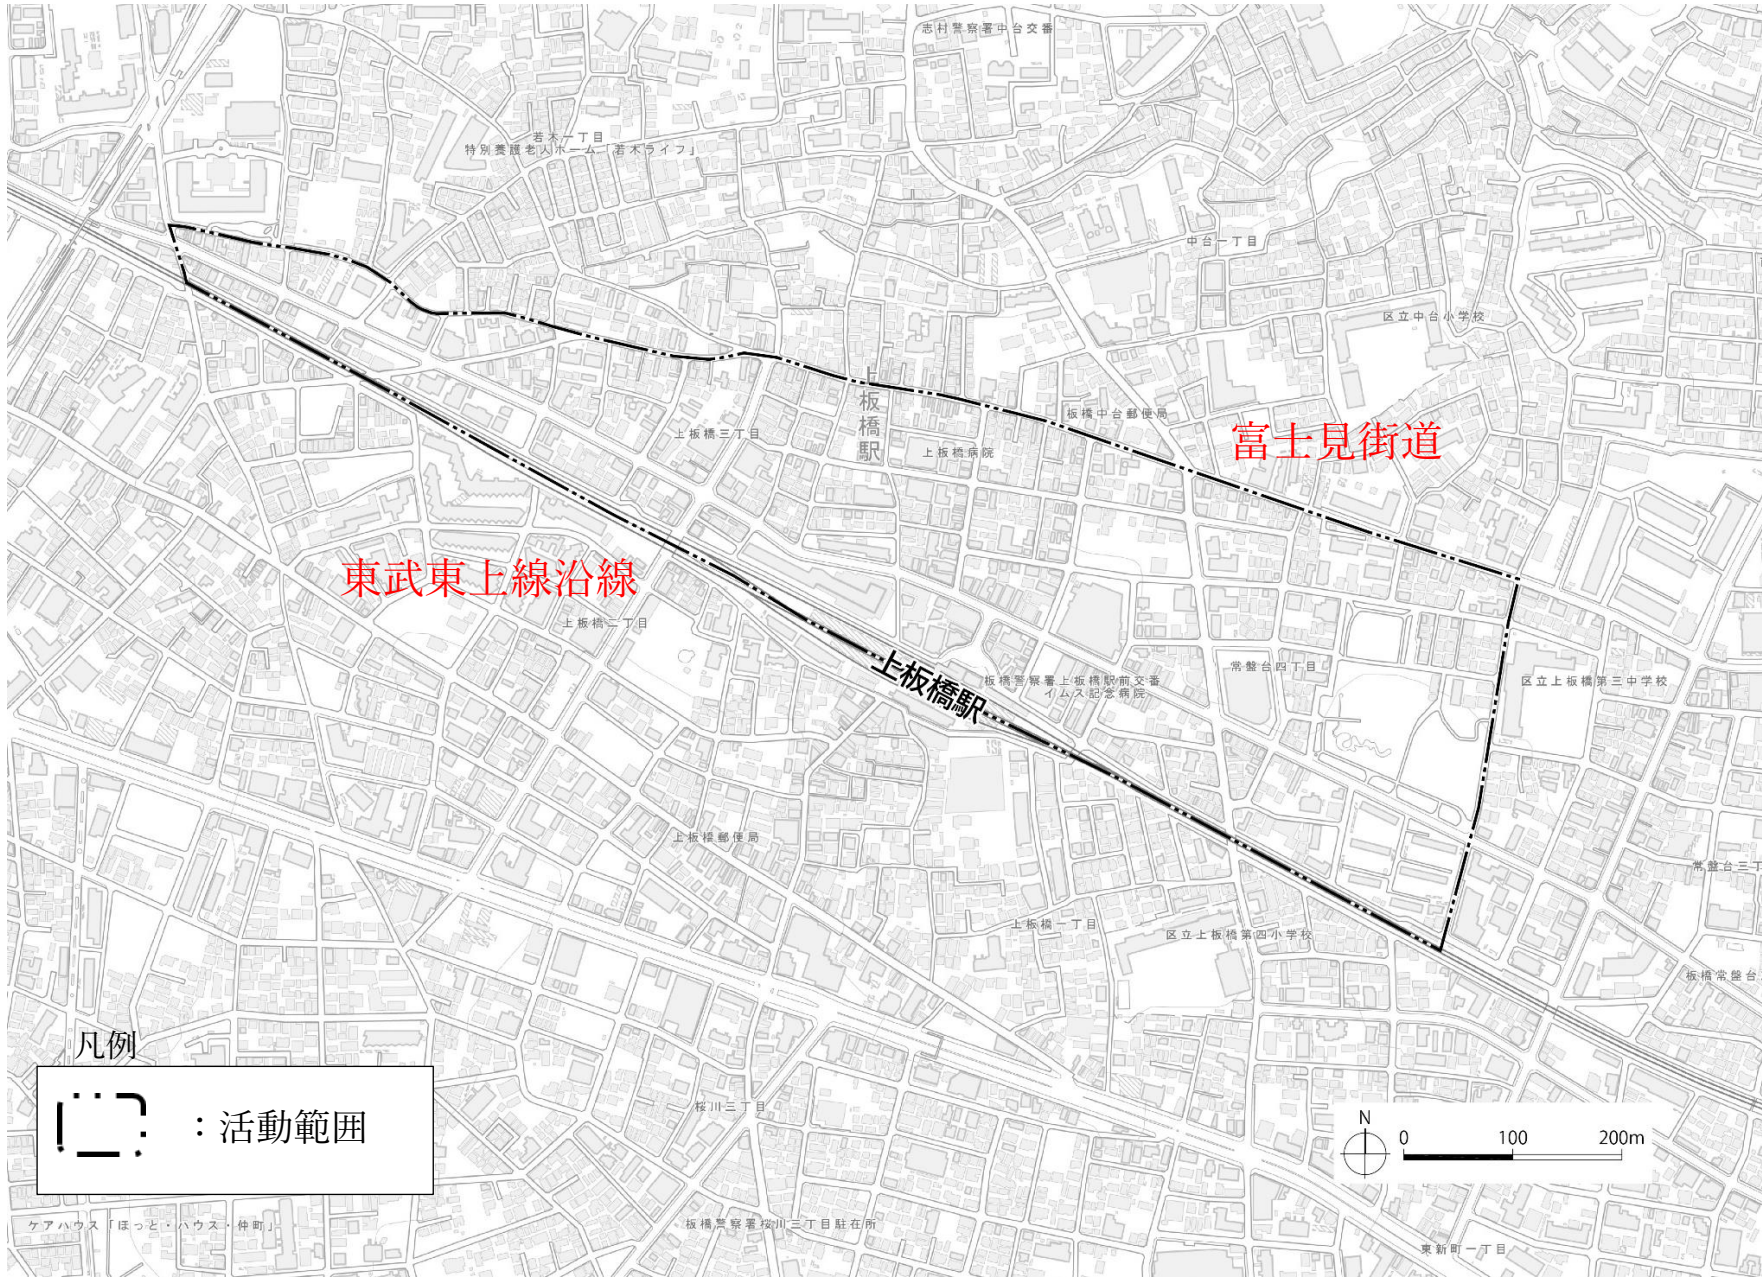 志村警察署中台交番
若木一丁目
特別養護老人ホーム「若木ライフ」
中台一丁目
区立中台小学校
上板橋駅
板橋中台郵便局
富士見街道
上板橋三丁目
上板橋病院
東武東上線沿線
上板橋二丁目
常盤台四丁目
区立上板橋第三中学校
上板橋駅
板橋警察署上板橋駅前交番
イムス記念病院
上板橋郵便局
常盤台三丁
上板橋一丁目
区立上板橋第四小学校
板橋常盤台
凡例
：活動範囲
桜川三丁目
N
0 100 200m
ケアハウス「ほっと・ハウス・仲町」
板橋警察署桜川三丁目駐在所
東新町一丁目